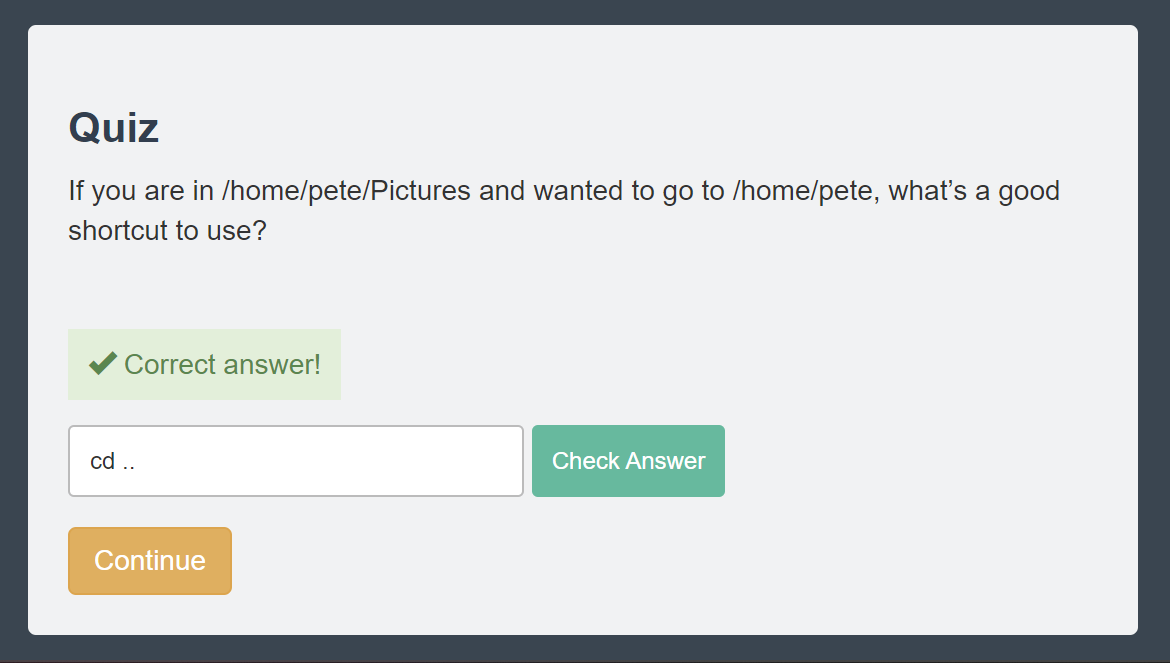 Quiz
If you are in /home/pete/Pictures and wanted to go to /home/pete, what’s a good
shortcut to use?
Correct answer!
cd ..
Check Answer
Continue